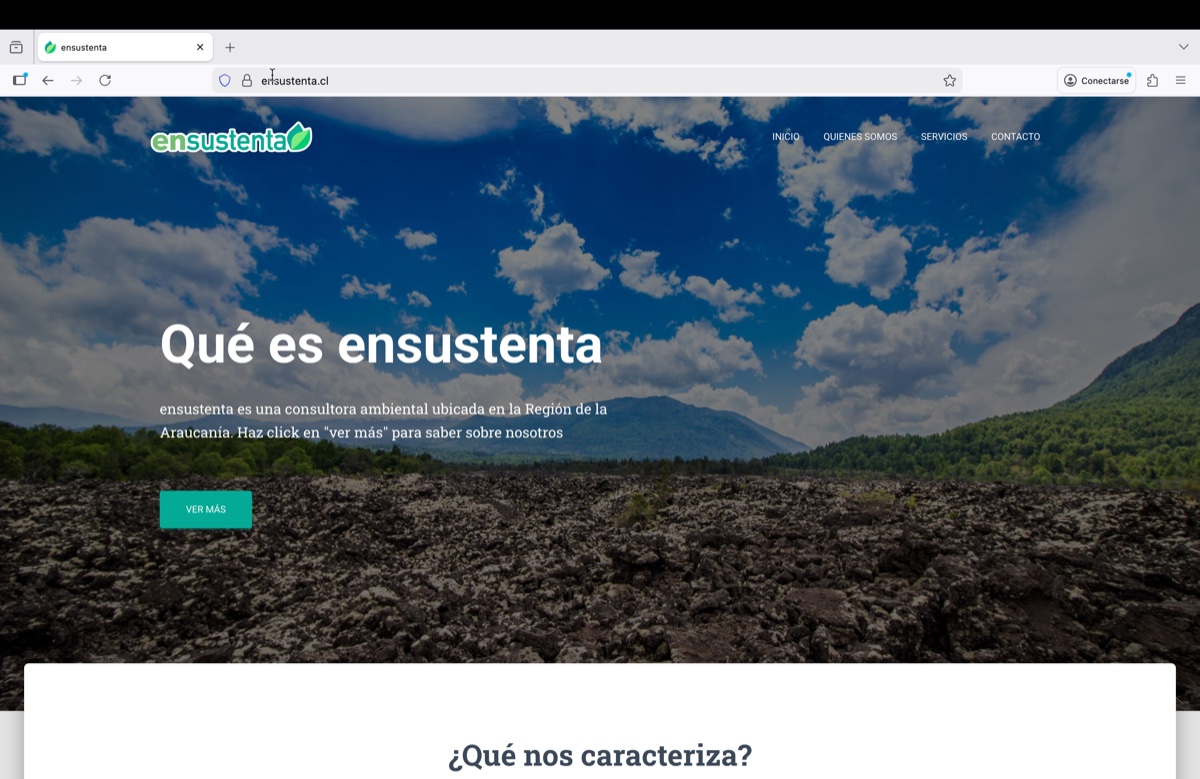 ensustenta
ensustenta.cl
Conectarse
ensustenta
INICIO
QUIENES SOMOS
SERVICIOS
CONTACTO
Qué es ensustenta
ensustenta es una consultora ambiental ubicada en la Región de la
Araucanía. Haz click en "ver más" para saber sobre nosotros
VER MÁS
¿Qué nos caracteriza?